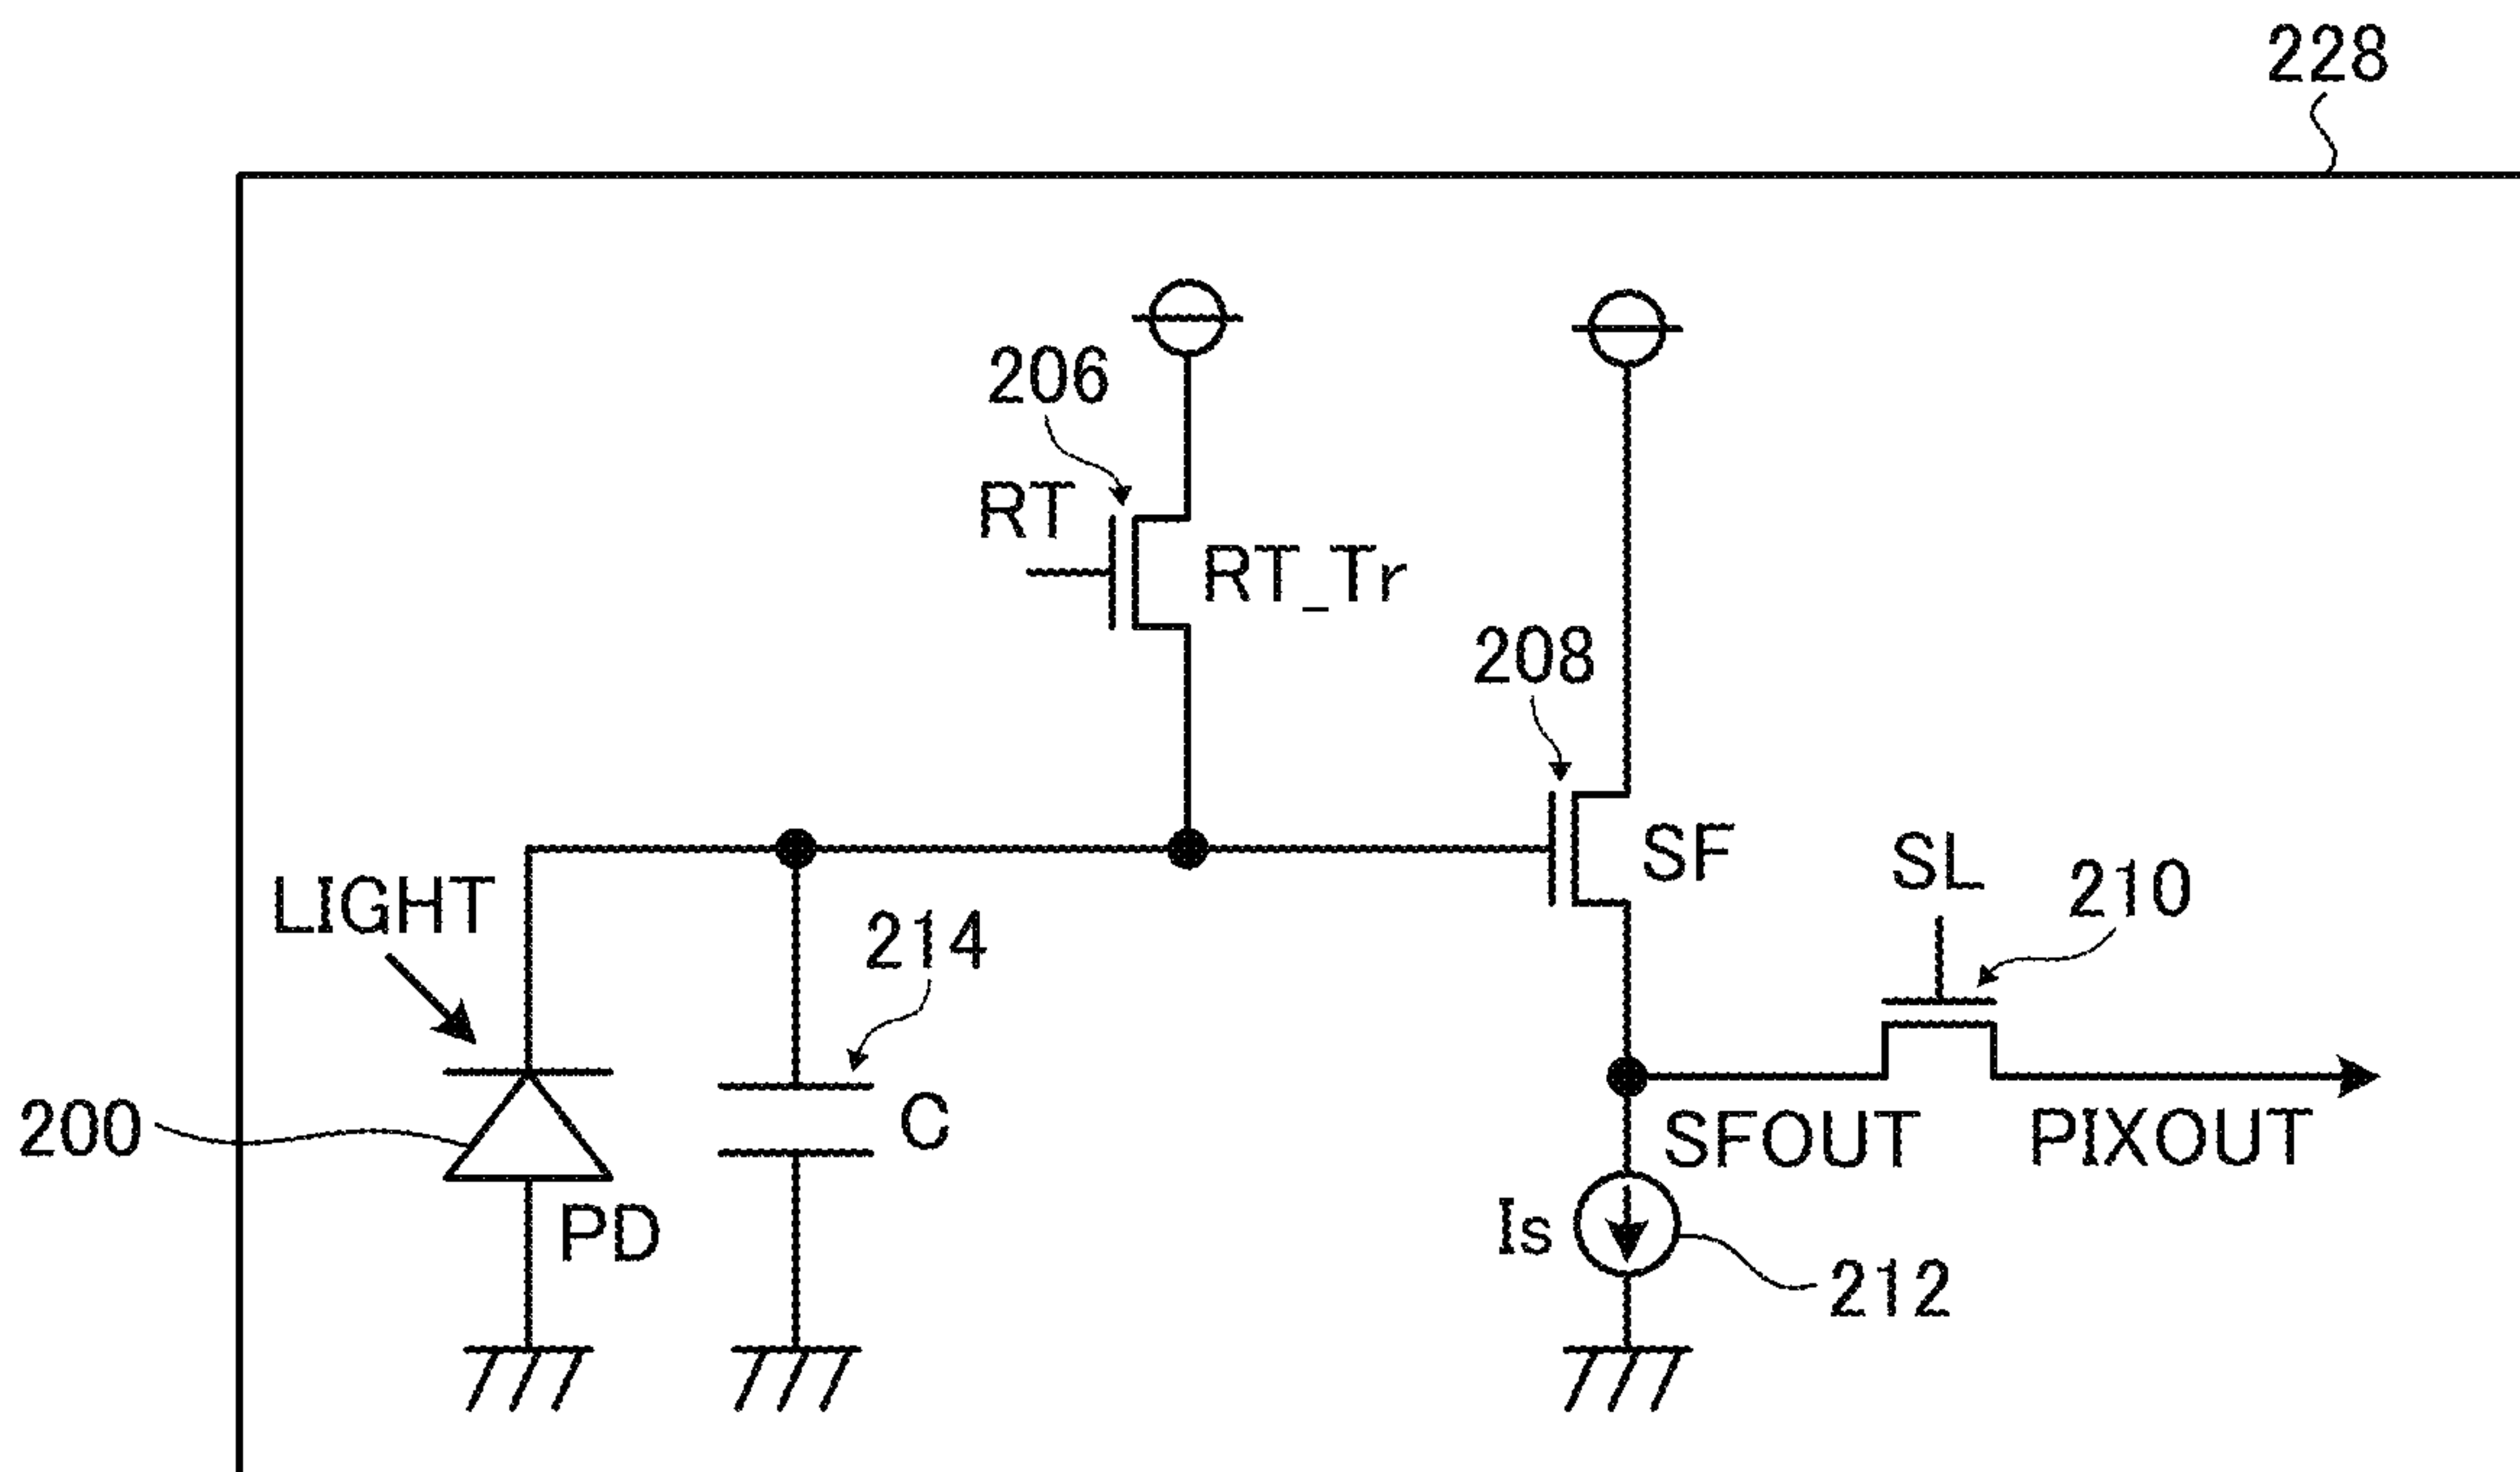 228
206
RT
RT_Tr
208
SF
SL
210
LIGHT
214
200
C
SFOUT
PIXOUT
PD
Is
212